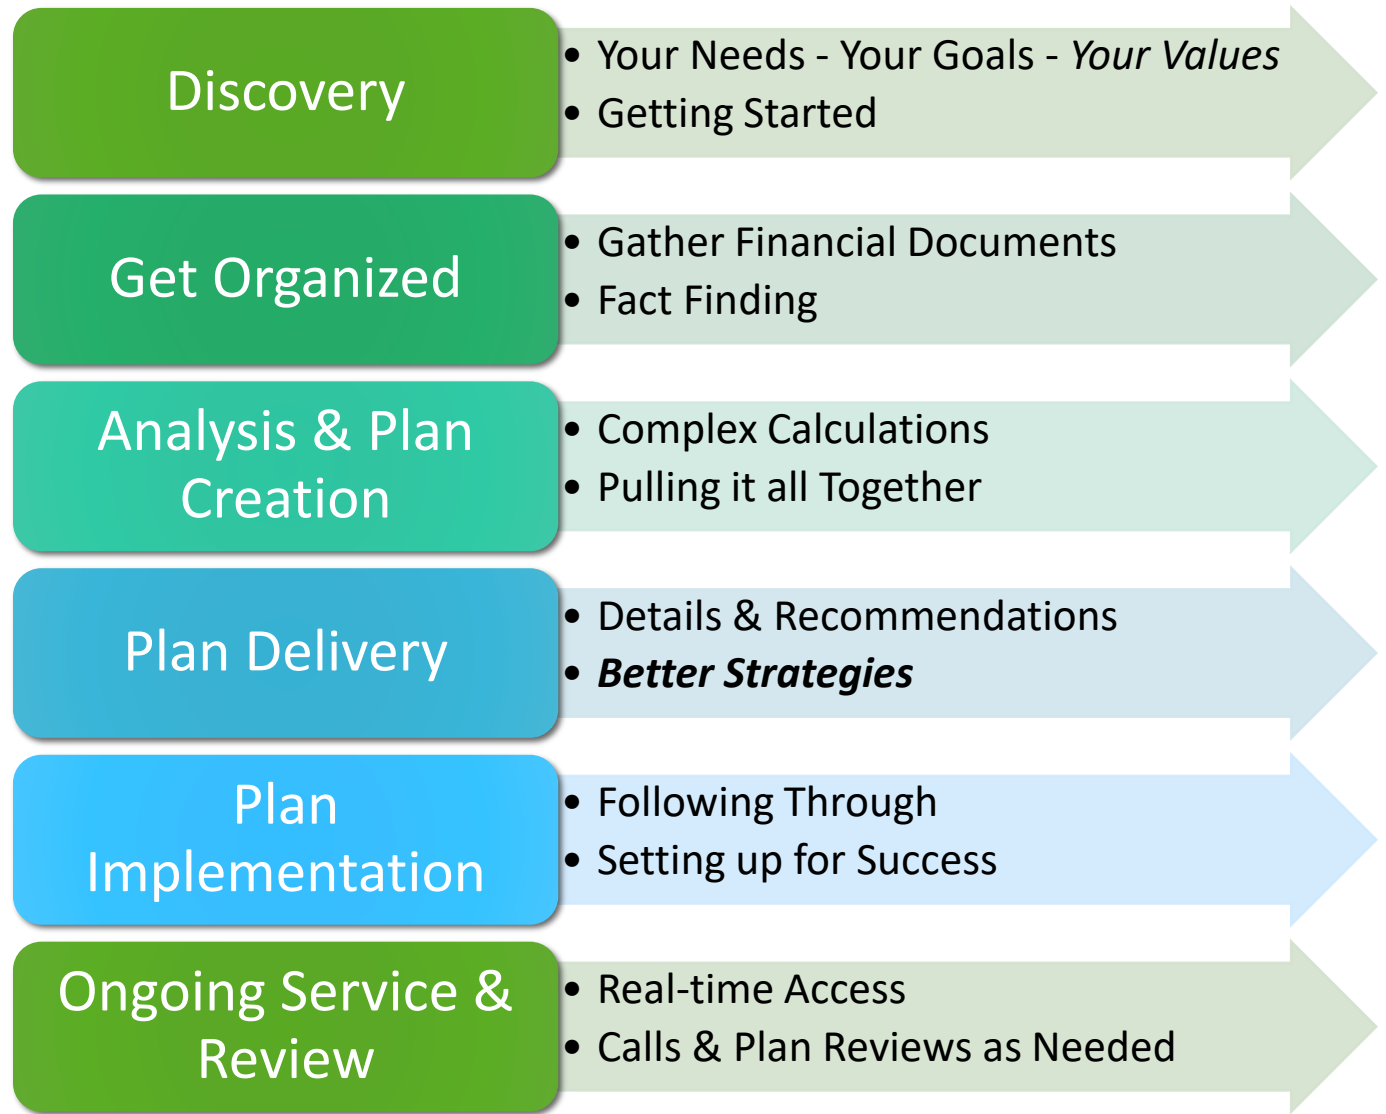 Discovery
• Your Needs - Your Goals - Your Values
• Getting Started
Get Organized
• Gather Financial Documents
• Fact Finding
Analysis & Plan
Creation
• Complex Calculations
• Pulling it all Together
Plan Delivery
• Details & Recommendations
• Better Strategies
Plan
Implementation
• Following Through
• Setting up for Success
Ongoing Service &
Review
• Real-time Access
• Calls & Plan Reviews as Needed